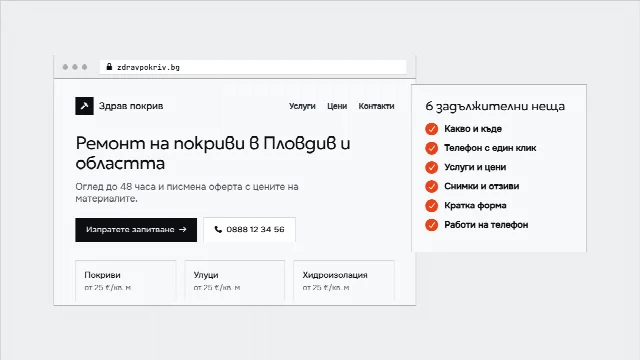 zdravpokriv.bg
Здрав покрив
Услуги Цени Контакти
Ремонт на покриви в Пловдив и
областта
Оглед до 48 часа и писмена оферта с цените на
материалите.
Изпратете запитване →
0888 12 34 56
Покриви
от 25 €/кв. м
Улуци
от 25 €/кв. м
Хидроизолация
от 25 €/кв. м
6 задължителни неща
Какво и къде
Телефон с един клик
Услуги и цени
Снимки и отзиви
Кратка форма
Работи на телефон